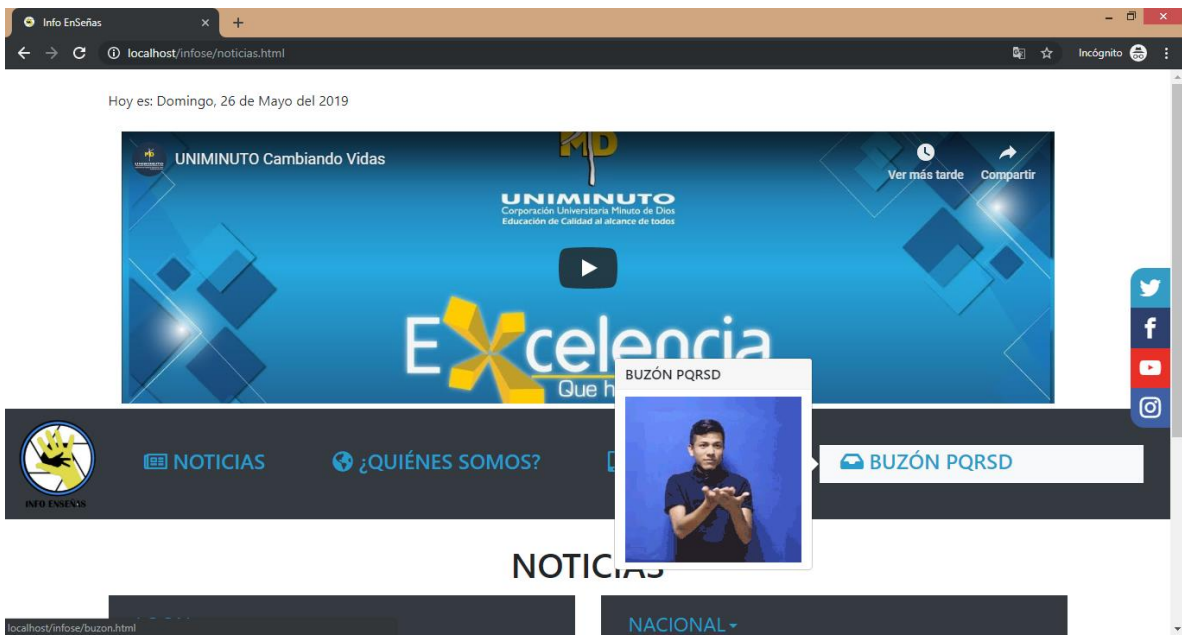 Info EnSeñas
localhost/infose/noticias.html
Incógnito
Hoy es: Domingo, 26 de Mayo del 2019
UNIMINUTO Cambiando Vidas
Ver más tarde
Compartir
MD
UNIMINUTO
Corporación Universitaria Minuto de Dios
Educación de Calidad al alcance de todos
Excelencia
Que h
BUZÓN PQRSD
INFO ENSEÑAS
NOTICIAS
¿QUIÉNES SOMOS?
BUZÓN PQRSD
NOTICIAS
NACIONAL
localhost/infose/buzon.html